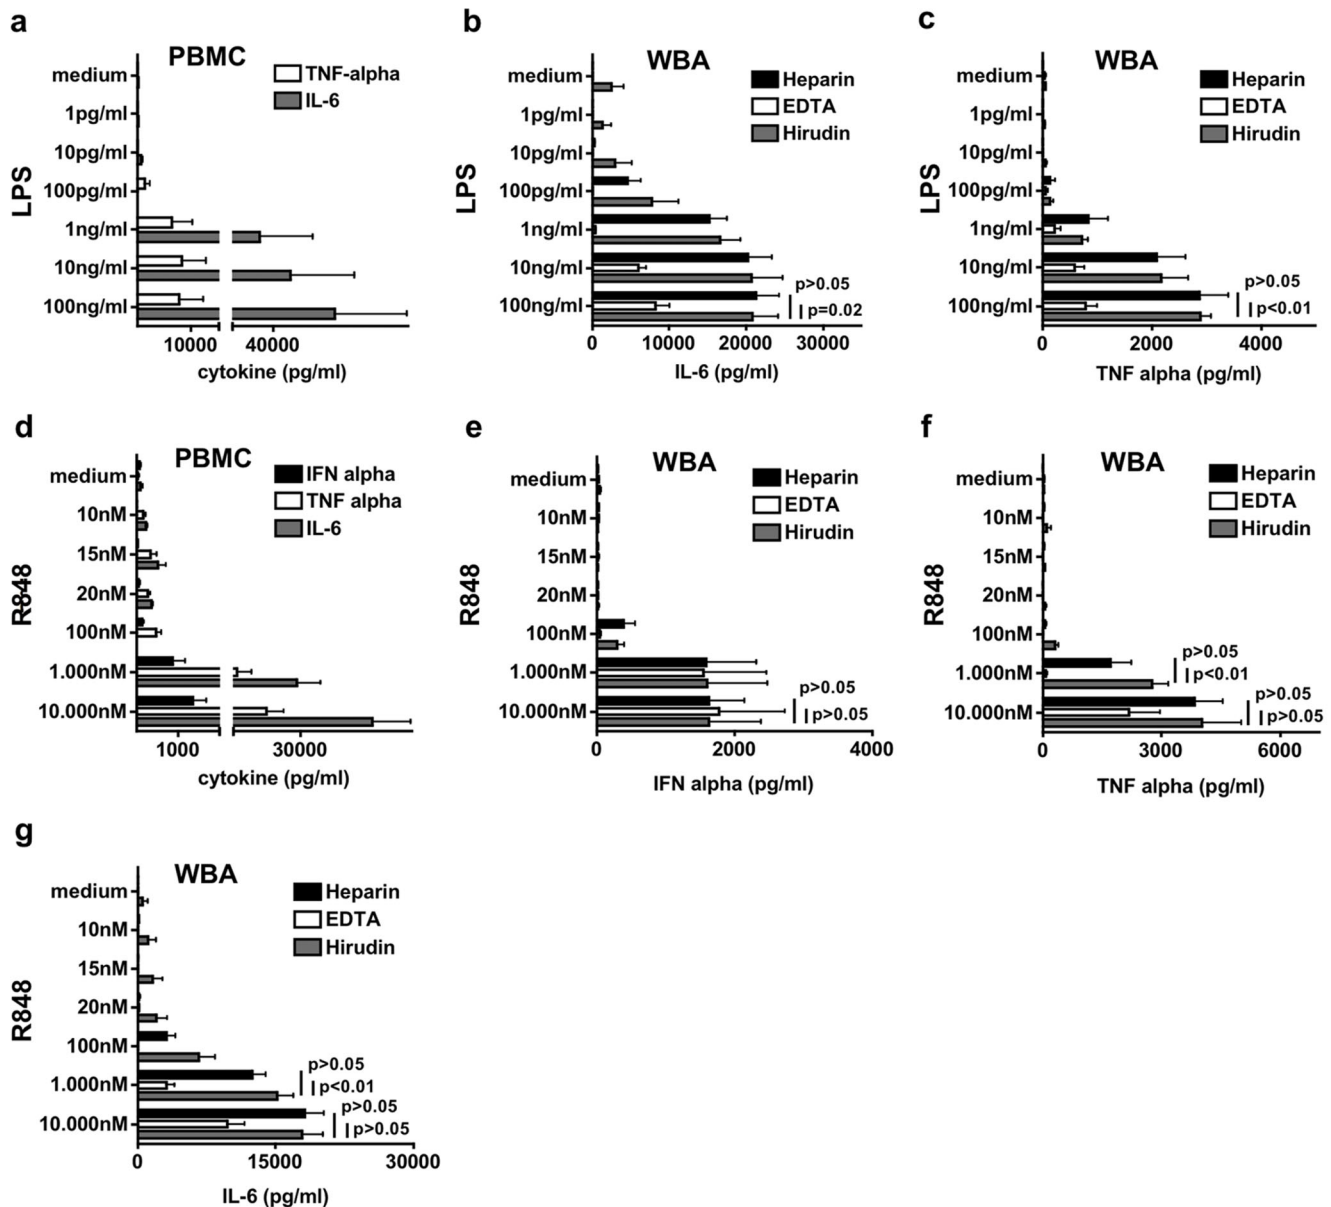 a
PBMC
TNF-alpha
IL-6
LPS
medium
1pg/ml
10pg/ml
100pg/ml
1ng/ml
10ng/ml
100ng/ml
10000 40000
cytokine (pg/ml)
b
WBA
Heparin
EDTA
Hirudin
LPS
medium
1pg/ml
10pg/ml
100pg/ml
1ng/ml
10ng/ml
100ng/ml
p>0.05
p=0.02
0 10000 20000 30000
IL-6 (pg/ml)
c
WBA
Heparin
EDTA
Hirudin
LPS
medium
1pg/ml
10pg/ml
100pg/ml
1ng/ml
10ng/ml
100ng/ml
p>0.05
p<0.01
0 2000 4000
TNF alpha (pg/ml)
d
PBMC
IFN alpha
TNF alpha
IL-6
R848
medium
10nM
15nM
20nM
100nM
1.000nM
10.000nM
1000 30000
cytokine (pg/ml)
e
WBA
Heparin
EDTA
Hirudin
R848
medium
10nM
15nM
20nM
100nM
1.000nM
10.000nM
p>0.05
p>0.05
0 2000 4000
IFN alpha (pg/ml)
f
WBA
Heparin
EDTA
Hirudin
R848
medium
10nM
15nM
20nM
100nM
1.000nM
10.000nM
p>0.05
p<0.01
p>0.05
p>0.05
0 3000 6000
TNF alpha (pg/ml)
g
WBA
Heparin
EDTA
Hirudin
R848
medium
10nM
15nM
20nM
100nM
1.000nM
10.000nM
p>0.05
p<0.01
p>0.05
p>0.05
0 15000 30000
IL-6 (pg/ml)